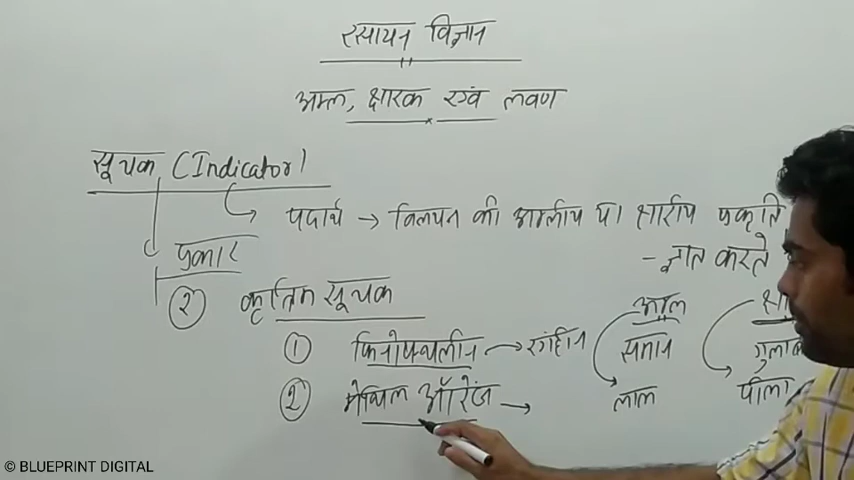 रसायन विज्ञान
अम्ल, क्षारक एवं लवण
सूचक (Indicator)
पदार्थ → विलयन की अम्लीय या क्षारीय प्रकृति
- ज्ञात करते
प्रकार
२ कृत्रिम सूचक अम्ल
1 फिनोफ्थलीन → रंगहीन समान
2 मेथिल ऑरेंज → लाल पीला
© BLUEPRINT DIGITAL